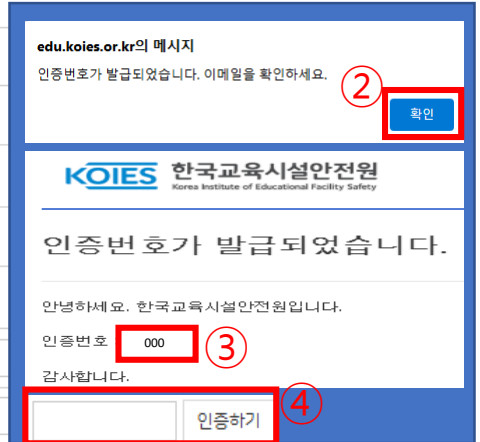 edu.koies.or.kr의 메시지
인증번호가 발급되었습니다. 이메일을 확인하세요.
②
확인
KOIES 한국교육시설안전원
Korea Institute of Educational Facility Safety
인증번호가 발급되었습니다.
안녕하세요. 한국교육시설안전원입니다.
인증번호 000 ③
감사합니다.
④
인증하기